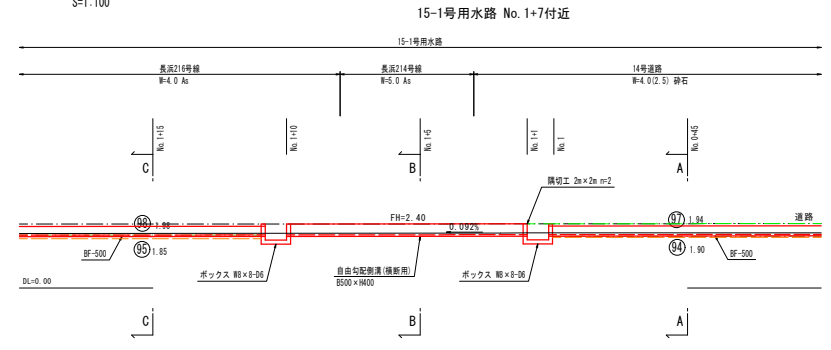 S=1:100
15-1号用水路 No.1+7付近
15-1号用水路
長浜216号線
長浜214号線
14号道路
W=4.0 As
W=5.0 As
W=4.0(2.5) 砕石
No.1+15
No.1+10
No.1+5
No.1+1
No.1
No.0+45
C
B
A
隅切工 2m×2m n=2
98
1.98
FH=2.40
97
1.94
道路
0.092%
95
1.85
94
1.90
BF-500
BF-500
ボックス W8×8-D6
自由勾配側溝(横断用)
B500×H400
ボックス W8×8-D6
DL=0.00
C
B
A